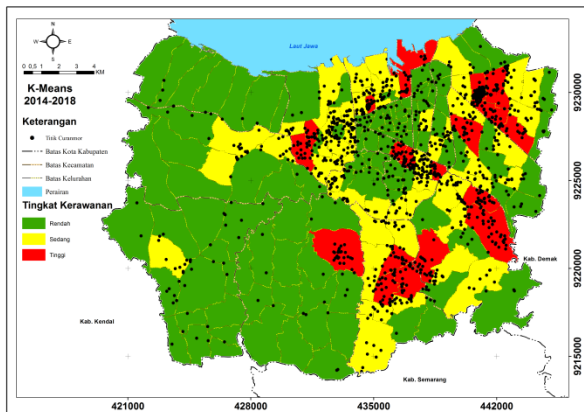 N
W
E
S
0 0,5 1 2 3 4
KM
K-Means
2014-2018
Keterangan
Titik Curanmor
Batas Kota Kabupaten
Batas Kecamatan
Batas Kelurahan
Perairan
Tingkat Kerawanan
Rendah
Sedang
Tinggi
Laut Jawa
Kab. Demak
Kab. Kendal
Kab. Semarang
9230000
9225000
9220000
9215000
421000
428000
435000
442000